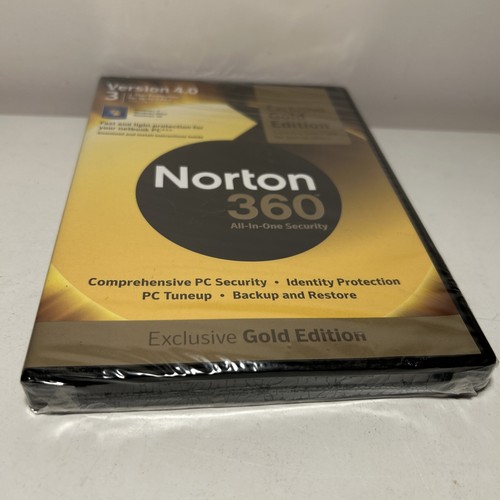 Version 4.0
3
Fast and light protection for
your netbook PC***
Edition
Norton
360
All-In-One Security
Comprehensive PC Security • Identity Protection
PC Tuneup • Backup and Restore
Exclusive Gold Edition